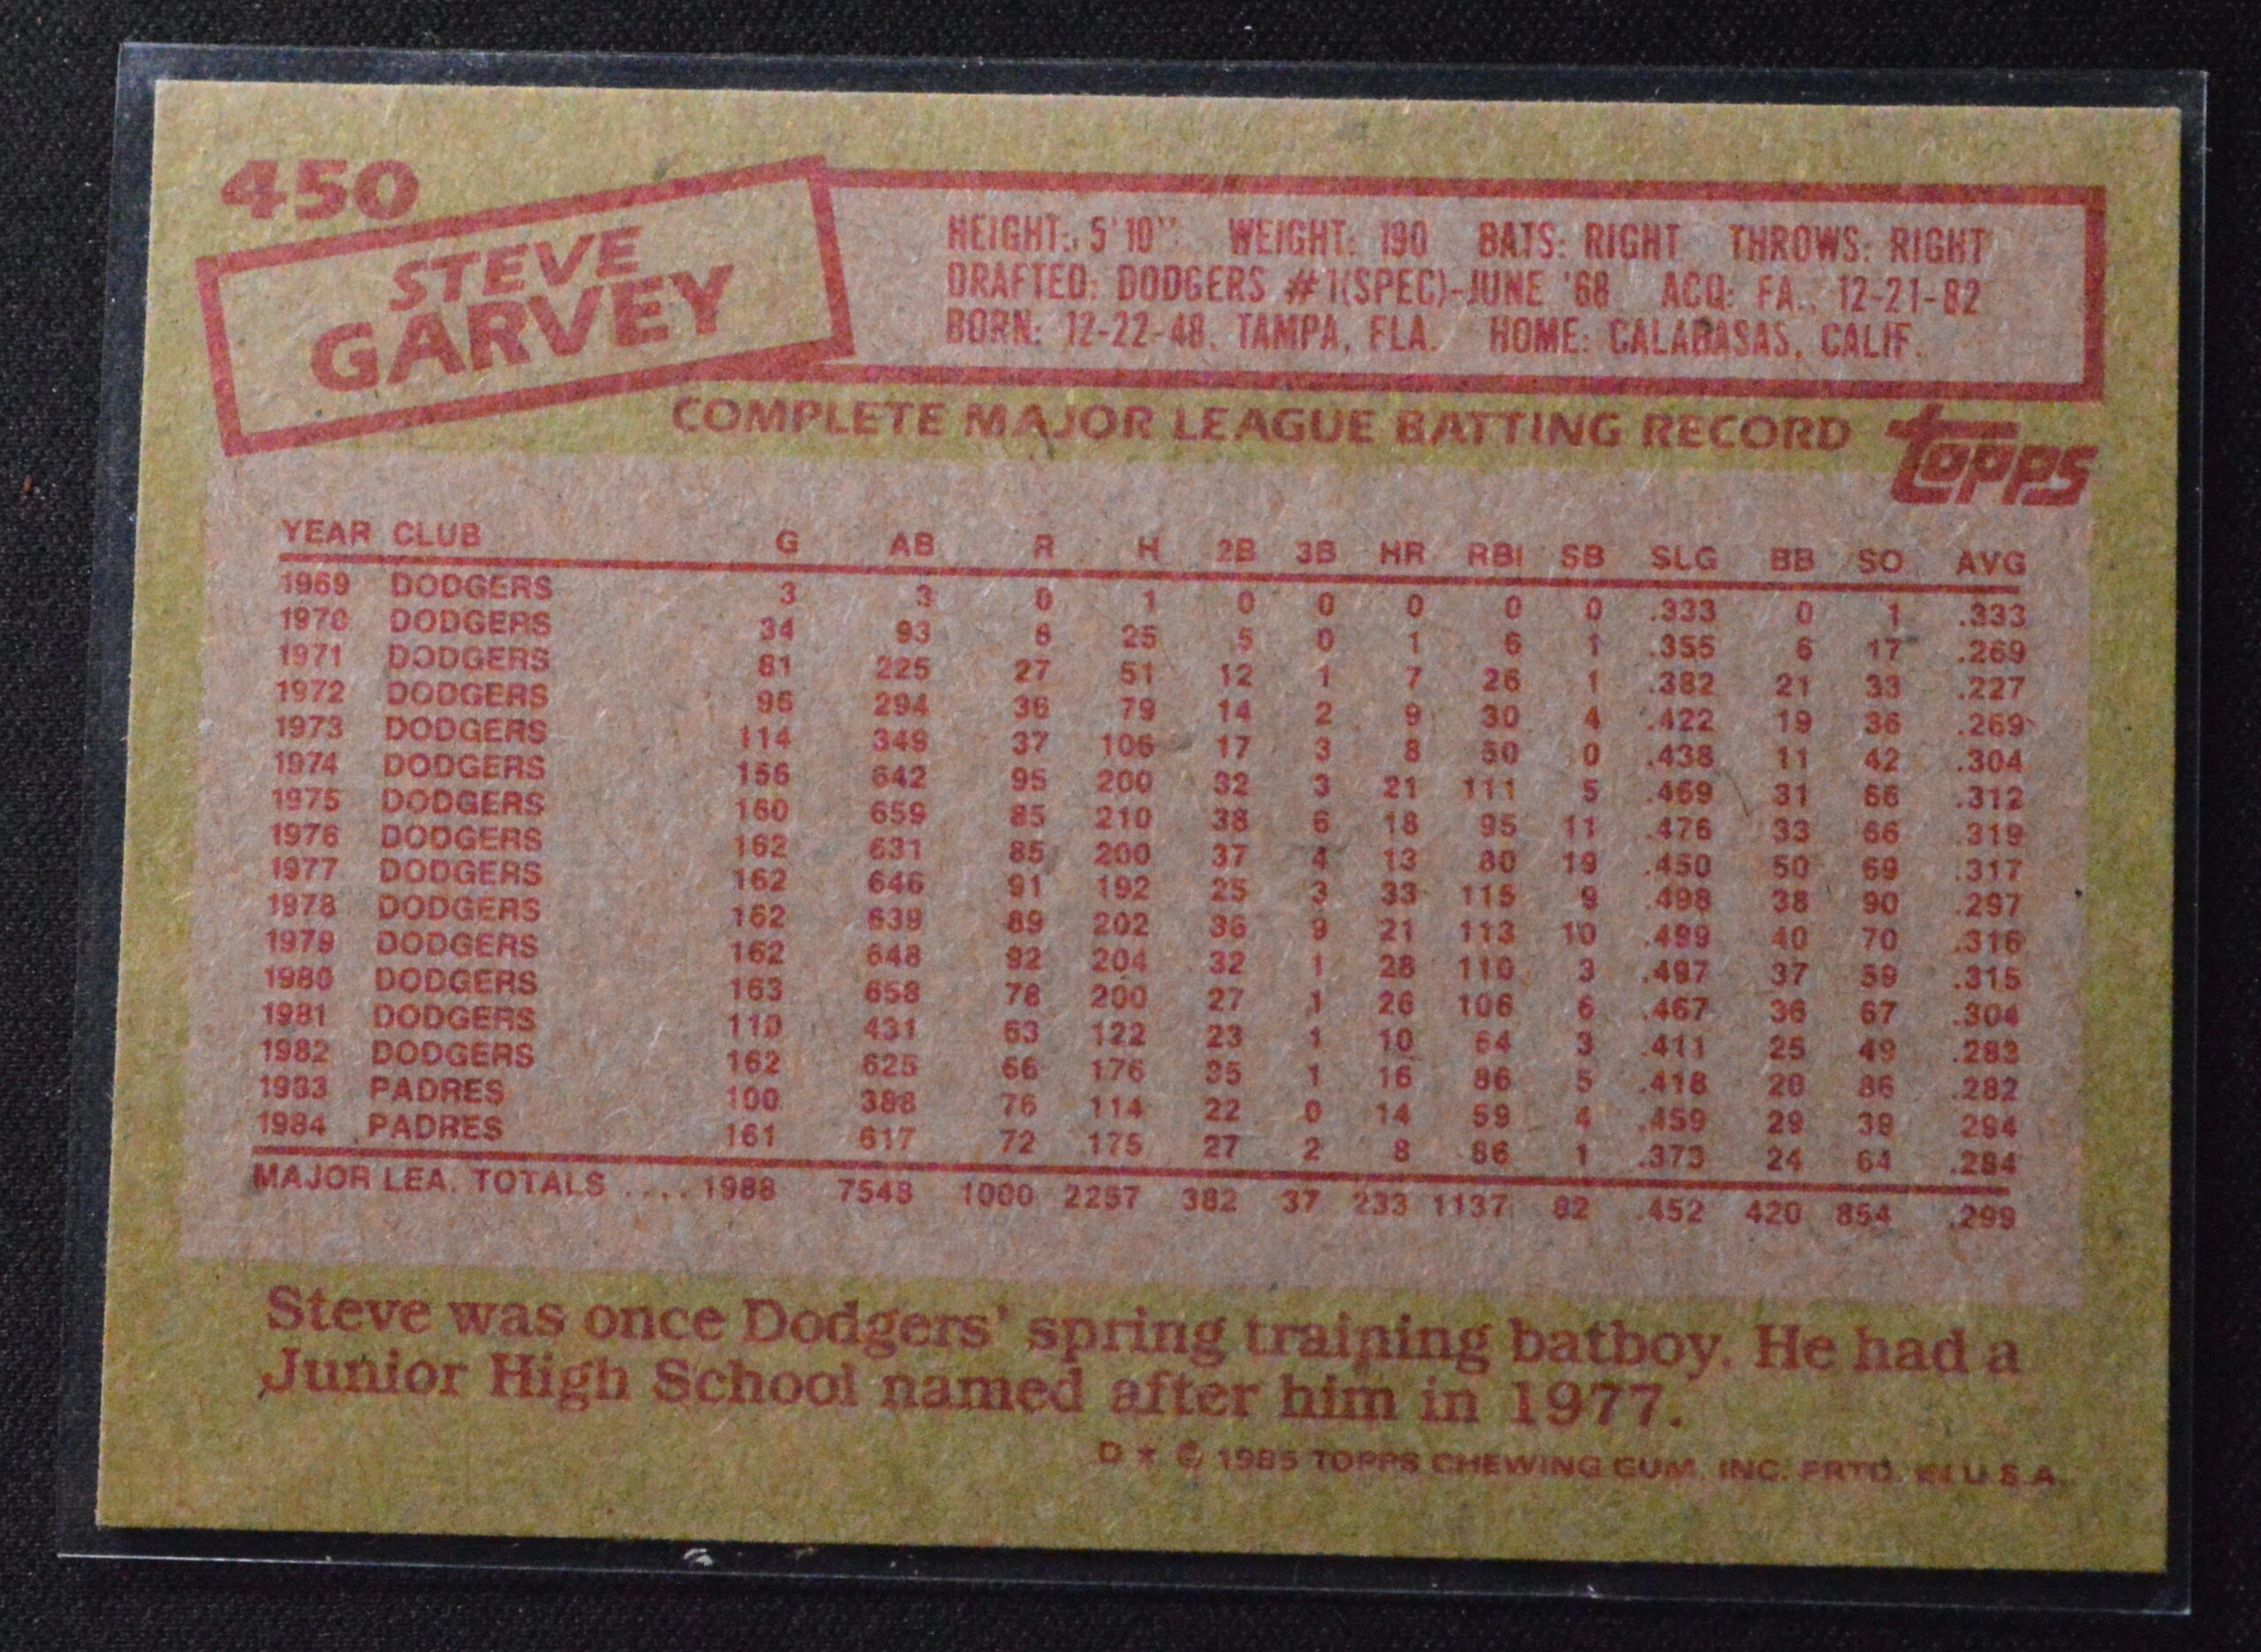 450
STEVE
GARVEY
HEIGHT: 5'10" WEIGHT: 190 BATS: RIGHT THROWS: RIGHT
DRAFTED: DODGERS #1(SPEC)-JUNE '68 ACQ: FA., 12-21-82
BORN: 12-22-48, TAMPA, FLA. HOME: CALABASAS, CALIF.
COMPLETE MAJOR LEAGUE BATTING RECORD
topps
YEAR CLUB G AB R H 2B 3B HR RBI SB SLG BB SO AVG
1969 DODGERS 3 3 0 1 0 0 0 0 0 .333 0 1 .333
1970 DODGERS 34 93 8 25 5 0 1 6 1 .355 6 17 .269
1971 DODGERS 81 225 27 51 12 1 7 26 1 .382 21 33 .227
1972 DODGERS 96 294 36 79 14 2 9 30 4 .422 19 36 .269
1973 DODGERS 114 349 37 106 17 3 8 50 0 .438 11 42 .304
1974 DODGERS 156 642 95 200 32 3 21 111 5 .469 31 66 .312
1975 DODGERS 160 659 85 210 38 6 18 95 11 .476 33 66 .319
1976 DODGERS 162 631 85 200 37 4 13 80 19 .450 50 69 .317
1977 DODGERS 162 646 91 192 25 3 33 115 9 .498 38 90 .297
1978 DODGERS 162 639 89 202 36 9 21 113 10 .499 40 70 .316
1979 DODGERS 162 648 92 204 32 1 28 110 3 .497 37 59 .315
1980 DODGERS 163 658 78 200 27 1 26 106 6 .467 36 67 .304
1981 DODGERS 110 431 63 122 23 1 10 64 3 .411 25 49 .283
1982 DODGERS 162 625 66 176 35 1 16 86 5 .418 20 86 .282
1983 PADRES 100 388 76 114 22 0 14 59 4 .459 29 39 .294
1984 PADRES 161 617 72 175 27 2 8 86 1 .373 24 64 .284
MAJOR LEA. TOTALS .... 1988 7548 1000 2257 382 37 233 1137 82 .452 420 854 .299
Steve was once Dodgers' spring training batboy. He had a
Junior High School named after him in 1977.
D * © 1985 TOPPS CHEWING GUM, INC. PRTD. IN U.S.A.